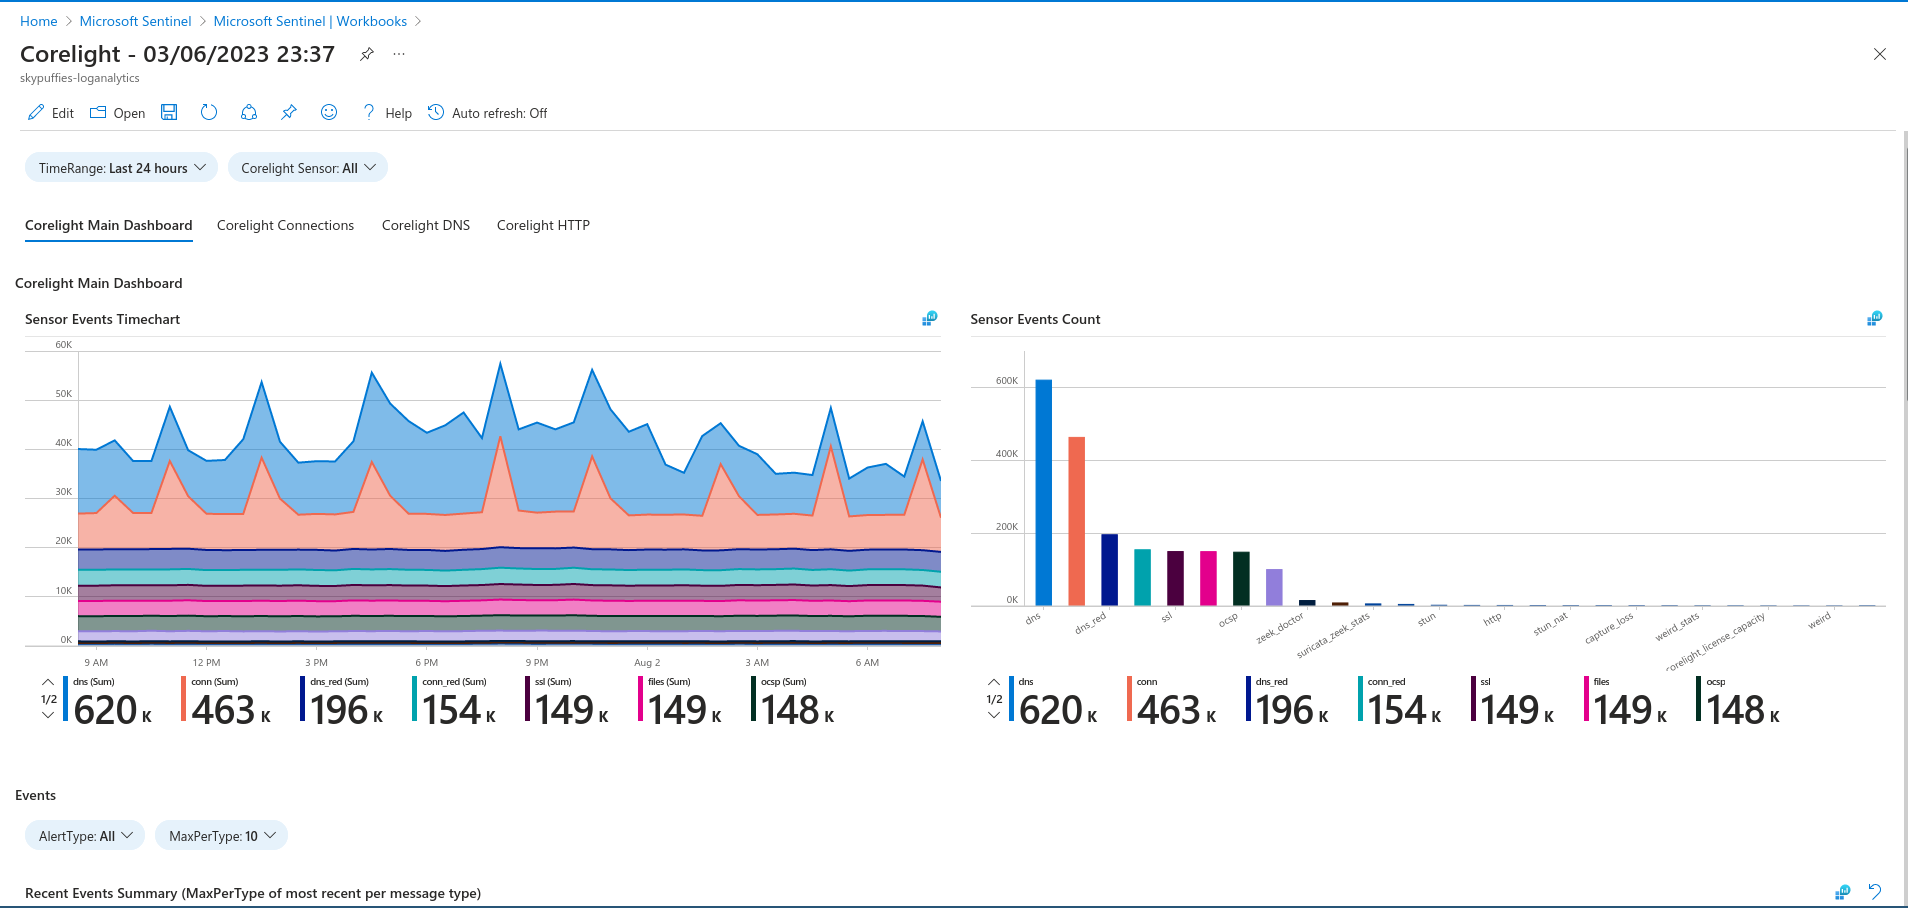 Home > Microsoft Sentinel > Microsoft Sentinel | Workbooks >
Corelight - 03/06/2023 23:37 ...
skypuffies-loganalytics
Edit Open ? Help Auto refresh: Off
TimeRange: Last 24 hours Corelight Sensor: All
Corelight Main Dashboard Corelight Connections Corelight DNS Corelight HTTP
Corelight Main Dashboard
Sensor Events Timechart
60K
50K
40K
30K
20K
10K
0K
9 AM 12 PM 3 PM 6 PM 9 PM Aug 2 3 AM 6 AM
1/2
dns (Sum) conn (Sum) dns_red (Sum) conn_red (Sum) ssl (Sum) files (Sum) ocsp (Sum)
620 K 463 K 196 K 154 K 149 K 149 K 148 K
Sensor Events Count
600K
400K
200K
0K
dns dns_red ssl ocsp zeek_doctor suricata_zeek_stats stun http stun_nat capture_loss weird_stats corelight_license_capacity weird
1/2
dns conn dns_red conn_red ssl files ocsp
620 K 463 K 196 K 154 K 149 K 149 K 148 K
Events
AlertType: All MaxPerType: 10
Recent Events Summary (MaxPerType of most recent per message type)